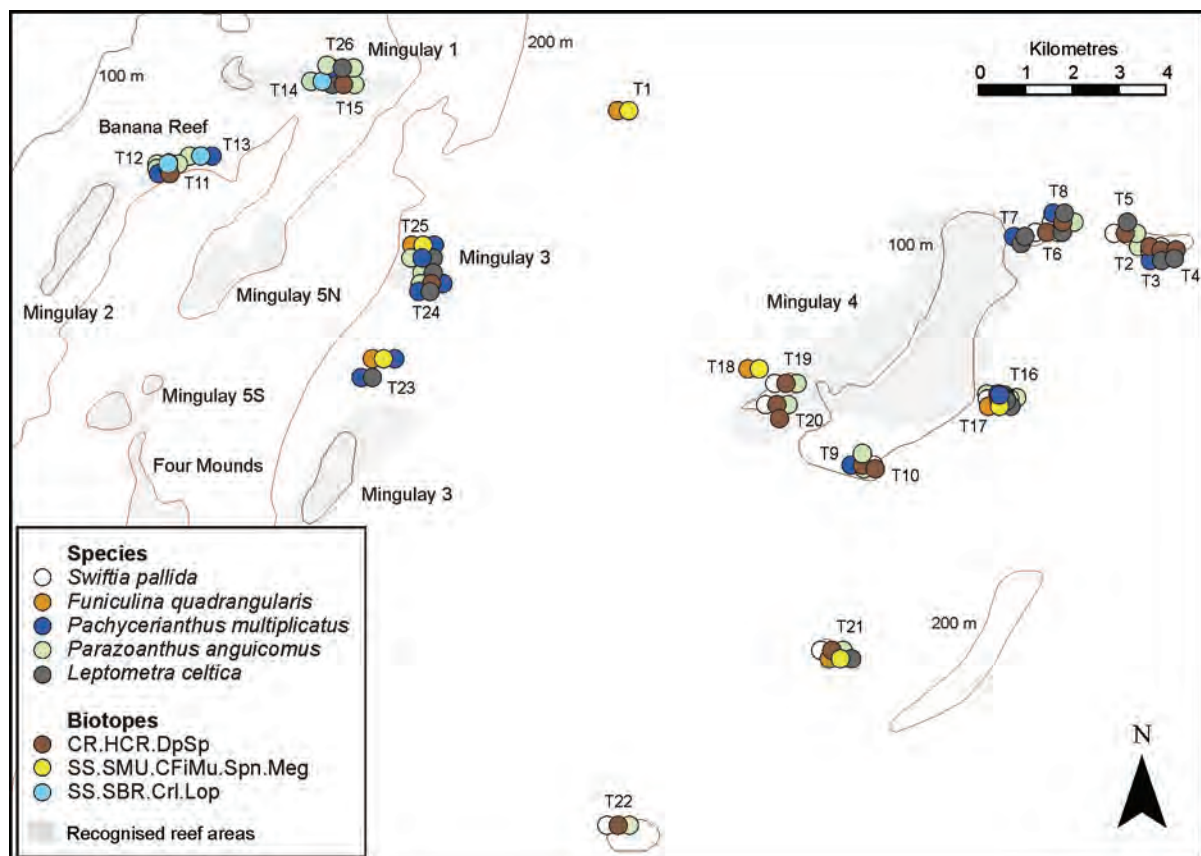 T26
Mingulay 1
200 m
Kilometres
0 1 2 3 4
100 m
T14
T15
T1
Banana Reef
T12
T13
T11
T8
T5
T7
T6
T2
T3
T4
T25
100 m
Mingulay 3
Mingulay 4
Mingulay 5N
T24
Mingulay 2
T18
T19
T16
T23
T17
Mingulay 5S
T20
T9
T10
Four Mounds
Mingulay 3
Species
Swiftia pallida
Funiculina quadrangularis
Pachycerianthus multiplicatus
Parazoanthus anguicomus
Leptometra celtica
Biotopes
CR.HCR.DpSp
SS.SMU.CFiMu.Spn.Meg
SS.SBR.Crl.Lop
Recognised reef areas
T21
200 m
N
T22